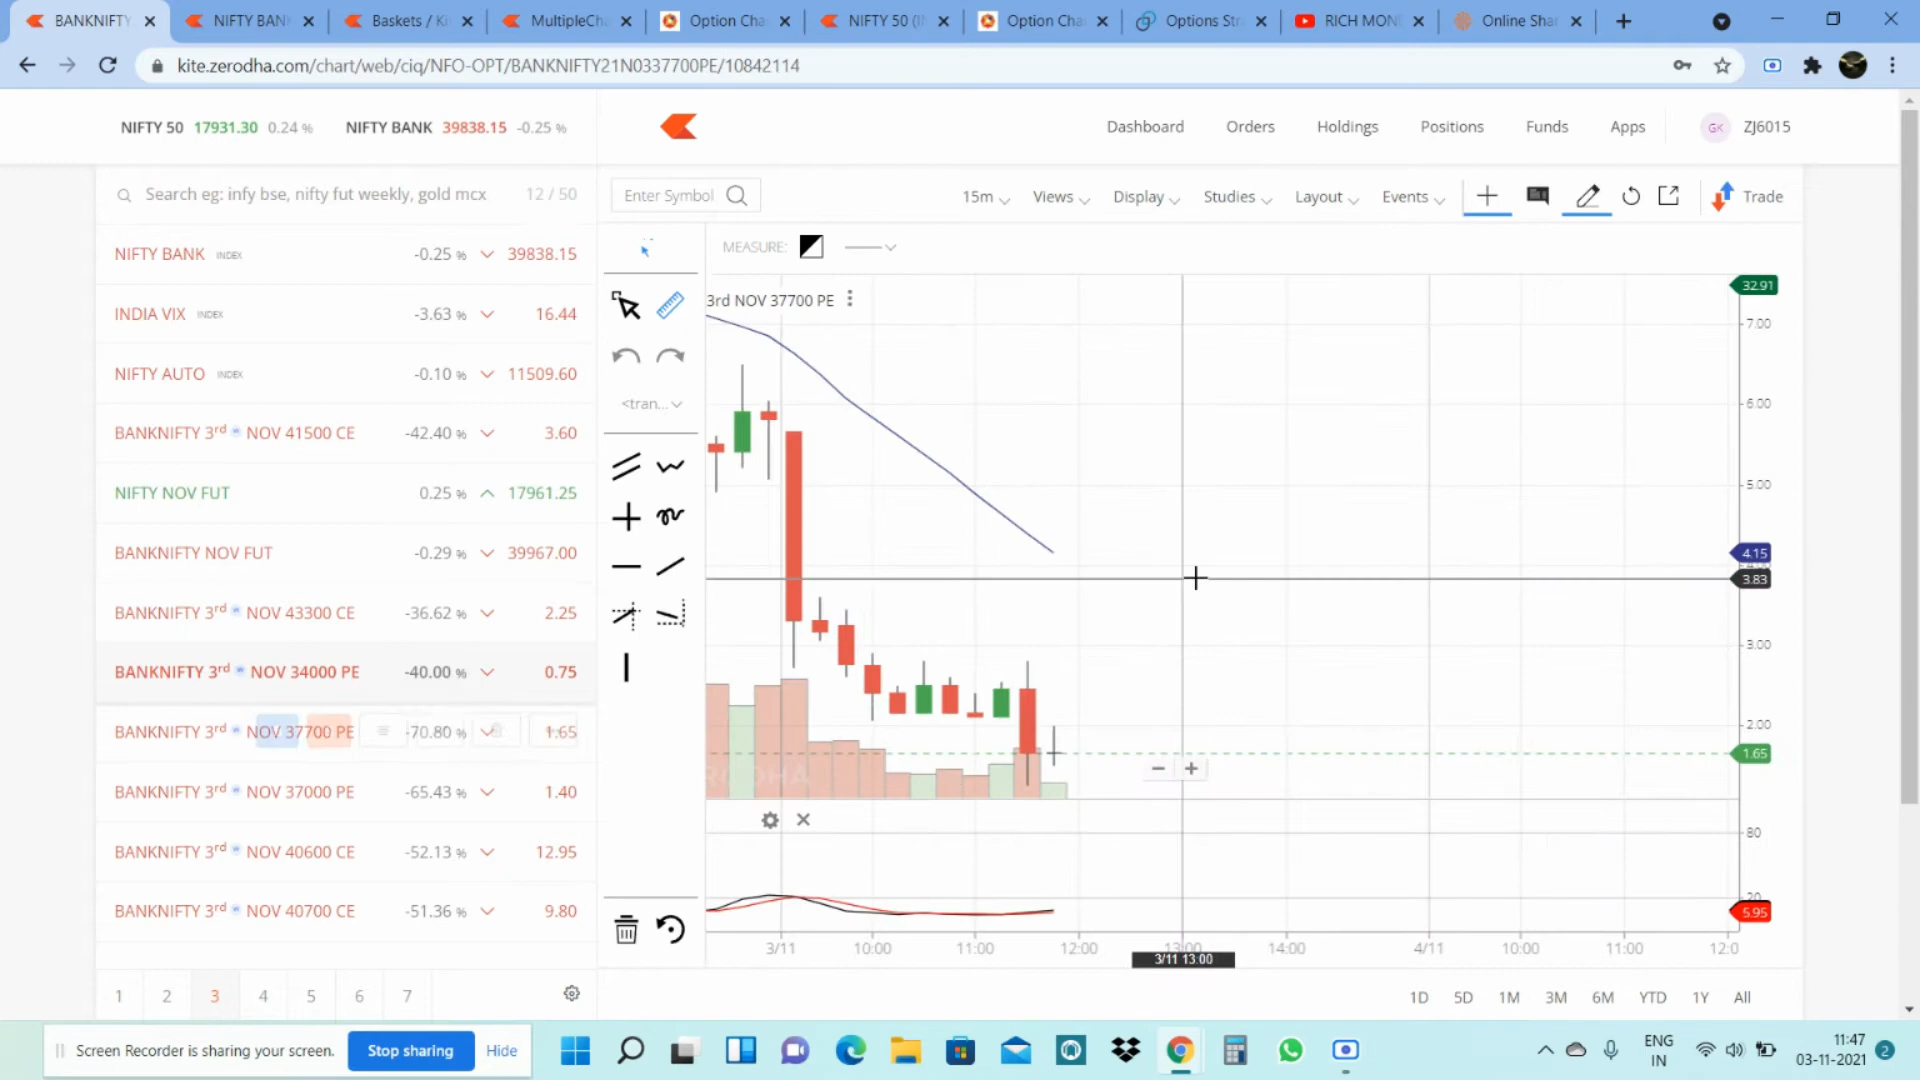 BANKNIFTY
NIFTY BAN
Baskets / Ki
MultipleCha
Option Cha
NIFTY 50 (I
Option Cha
Options Str
RICH MON
Online Shar
kite.zerodha.com/chart/web/ciq/NFO-OPT/BANKNIFTY21N0337700PE/10842114
NIFTY 50 17931.30 0.24 % NIFTY BANK 39838.15 -0.25 %
Dashboard Orders Holdings Positions Funds Apps GK ZJ6015
Search eg: infy bse, nifty fut weekly, gold mcx 12 / 50
Enter Symbol 15m Views Display Studies Layout Events Trade
NIFTY BANK INDEX -0.25 % 39838.15
INDIA VIX INDEX -3.63 % 16.44
NIFTY AUTO INDEX -0.10 % 11509.60
BANKNIFTY 3rd w NOV 41500 CE -42.40 % 3.60
NIFTY NOV FUT 0.25 % 17961.25
BANKNIFTY NOV FUT -0.29 % 39967.00
BANKNIFTY 3rd w NOV 43300 CE -36.62 % 2.25
BANKNIFTY 3rd w NOV 34000 PE -40.00 % 0.75
BANKNIFTY 3rd w NOV 37700 PE -70.80 % 1.65
BANKNIFTY 3rd w NOV 37000 PE -65.43 % 1.40
BANKNIFTY 3rd w NOV 40600 CE -52.13 % 12.95
BANKNIFTY 3rd w NOV 40700 CE -51.36 % 9.80
1 2 3 4 5 6 7
MEASURE:
3rd NOV 37700 PE
<tran...
32.91
7.00
6.00
5.00
4.15
3.83
3.00
2.00
1.65
80
20
5.95
3/11 10:00 11:00 12:00 13:00 14:00 4/11 10:00 11:00 12:0
3/11 13:00
1D 5D 1M 3M 6M YTD 1Y All
Screen Recorder is sharing your screen. Stop sharing Hide
ENG
IN
11:47
03-11-2021
2